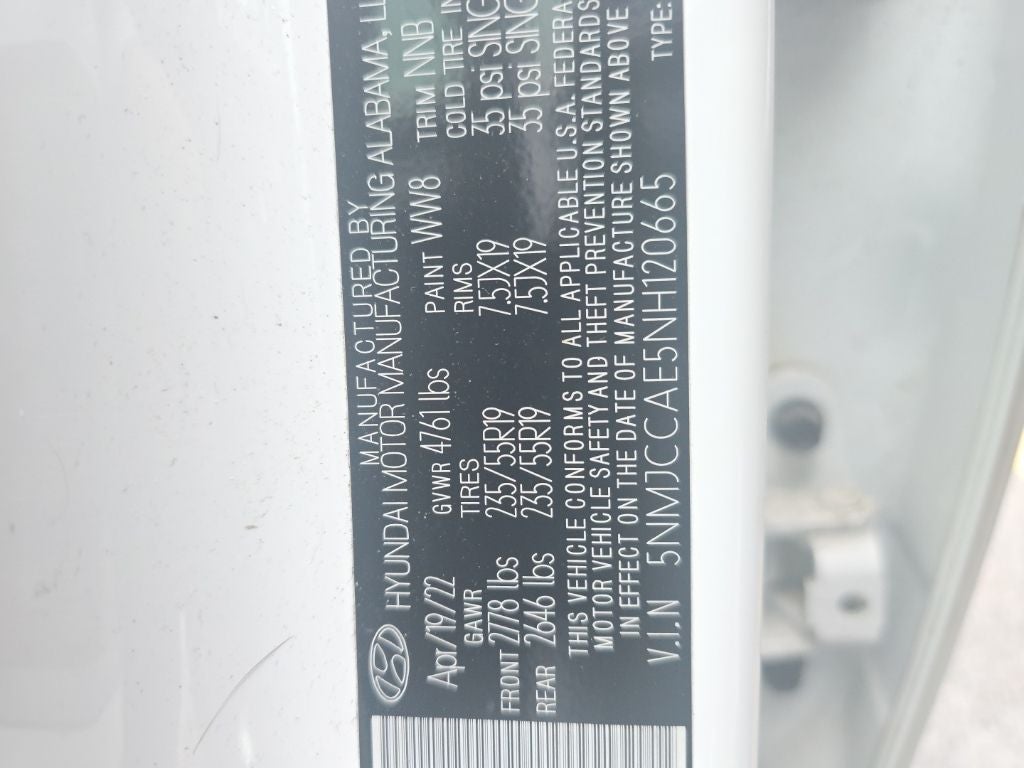 MANUFACTURED BY
HYUNDAI MOTOR MANUFACTURING ALABAMA, LL
Apr/19/22 GVWR 4761 lbs PAINT WW8 TRIM NNB
GAWR TIRES RIMS COLD TIRE IN
FRONT 2778 lbs 235/55R19 7.5JX19 35 psi SING
REAR 2646 lbs 235/55R19 7.5JX19 35 psi SING
THIS VEHICLE CONFORMS TO ALL APPLICABLE U.S.A. FEDERA
MOTOR VEHICLE SAFETY AND THEFT PREVENTION STANDARDS
IN EFFECT ON THE DATE OF MANUFACTURE SHOWN ABOVE
V.I.N 5NMJCCAE5NH120665 TYPE: